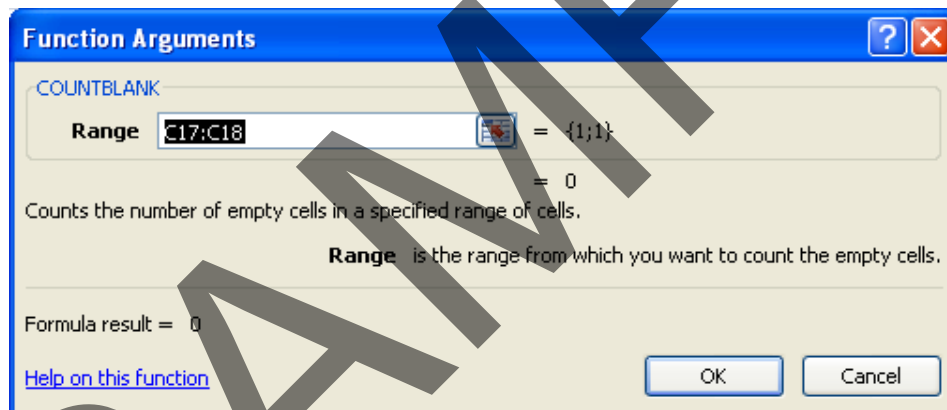 Function Arguments
COUNTBLANK
Range C17:C18 = {1;1}
= 0
Counts the number of empty cells in a specified range of cells.
Range is the range from which you want to count the empty cells.
Formula result = 0
Help on this function OK Cancel